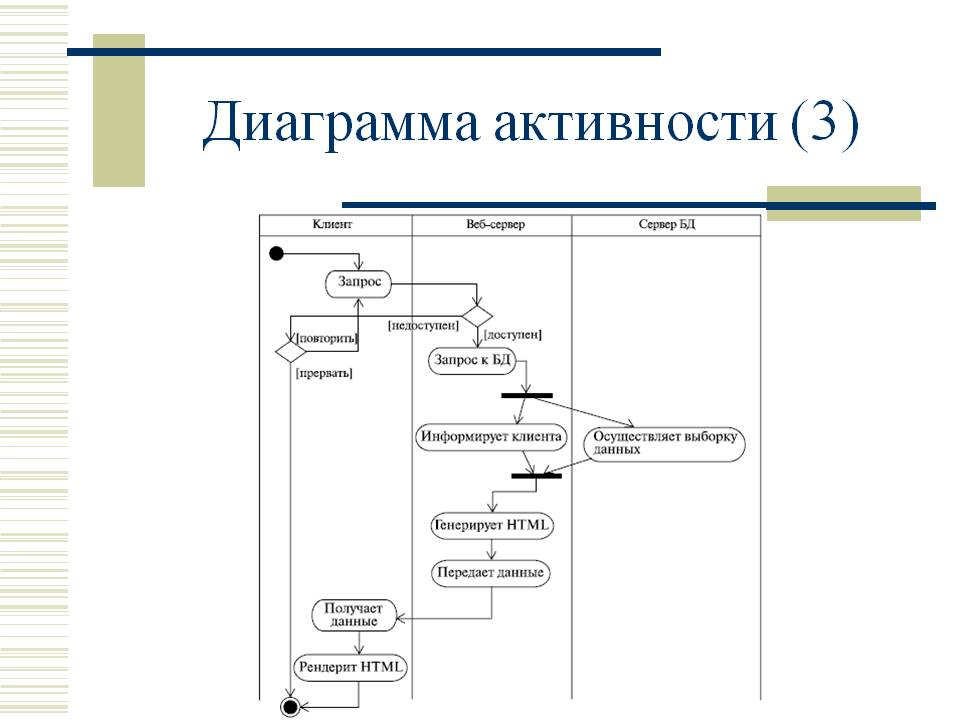 Диаграмма активности (3)
Клиент
Веб-сервер
Сервер БД
Запрос
[недоступен]
[повторить]
[доступен]
Запрос к БД
[прервать]
Информирует клиента
Осуществляет выборку
данных
Генерирует HTML
Передает данные
Получает
данные
Рендерит HTML